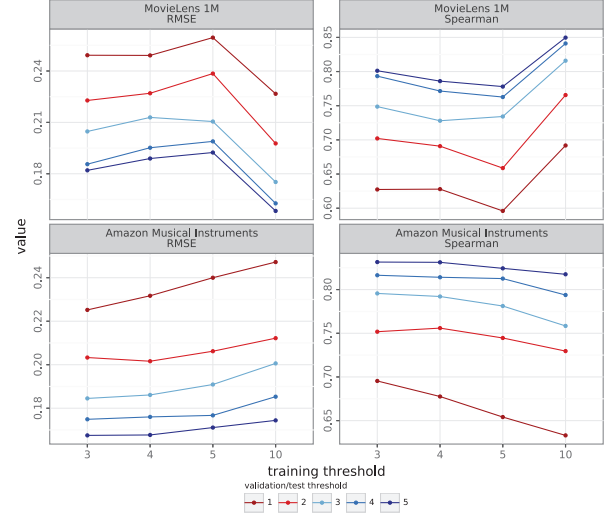 MovieLens 1M
RMSE
MovieLens 1M
Spearman
0.24
0.21
0.18
0.85
0.80
0.75
0.70
0.65
0.60
value
Amazon Musical Instruments
RMSE
Amazon Musical Instruments
Spearman
0.24
0.22
0.20
0.18
0.80
0.75
0.70
0.65
3 4 5 10
3 4 5 10
training threshold
validation/test threshold
1 2 3 4 5